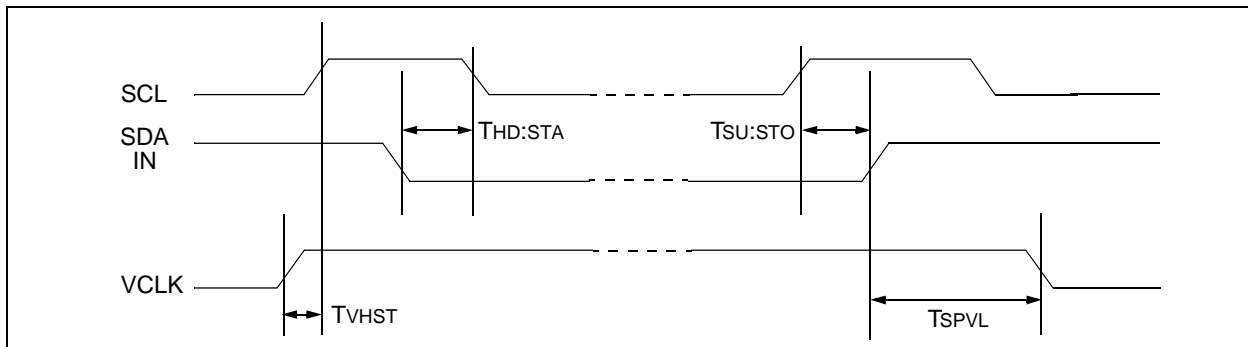 SCL
THD:STA
TSU:STO
SDA
IN
VCLK
TVHST
TSPVL